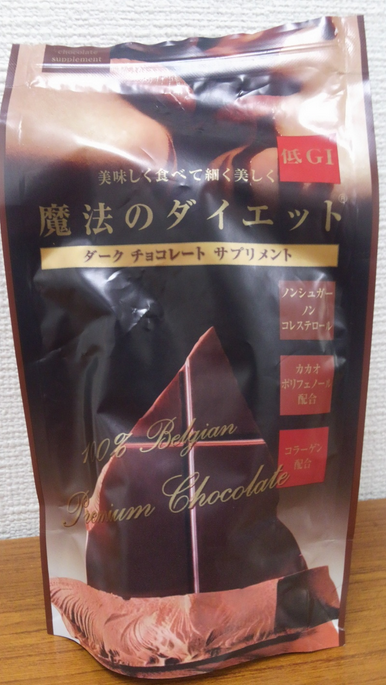 chocolate
supplement
低GI
美味しく食べて細く美しく
魔法のダイエット®
ダーク チョコレート サプリメント
ノンシュガー
ノン
コレステロール
カカオ
ポリフェノール
配合
コラーゲン
配合
100% Belgian
Premium Chocolate